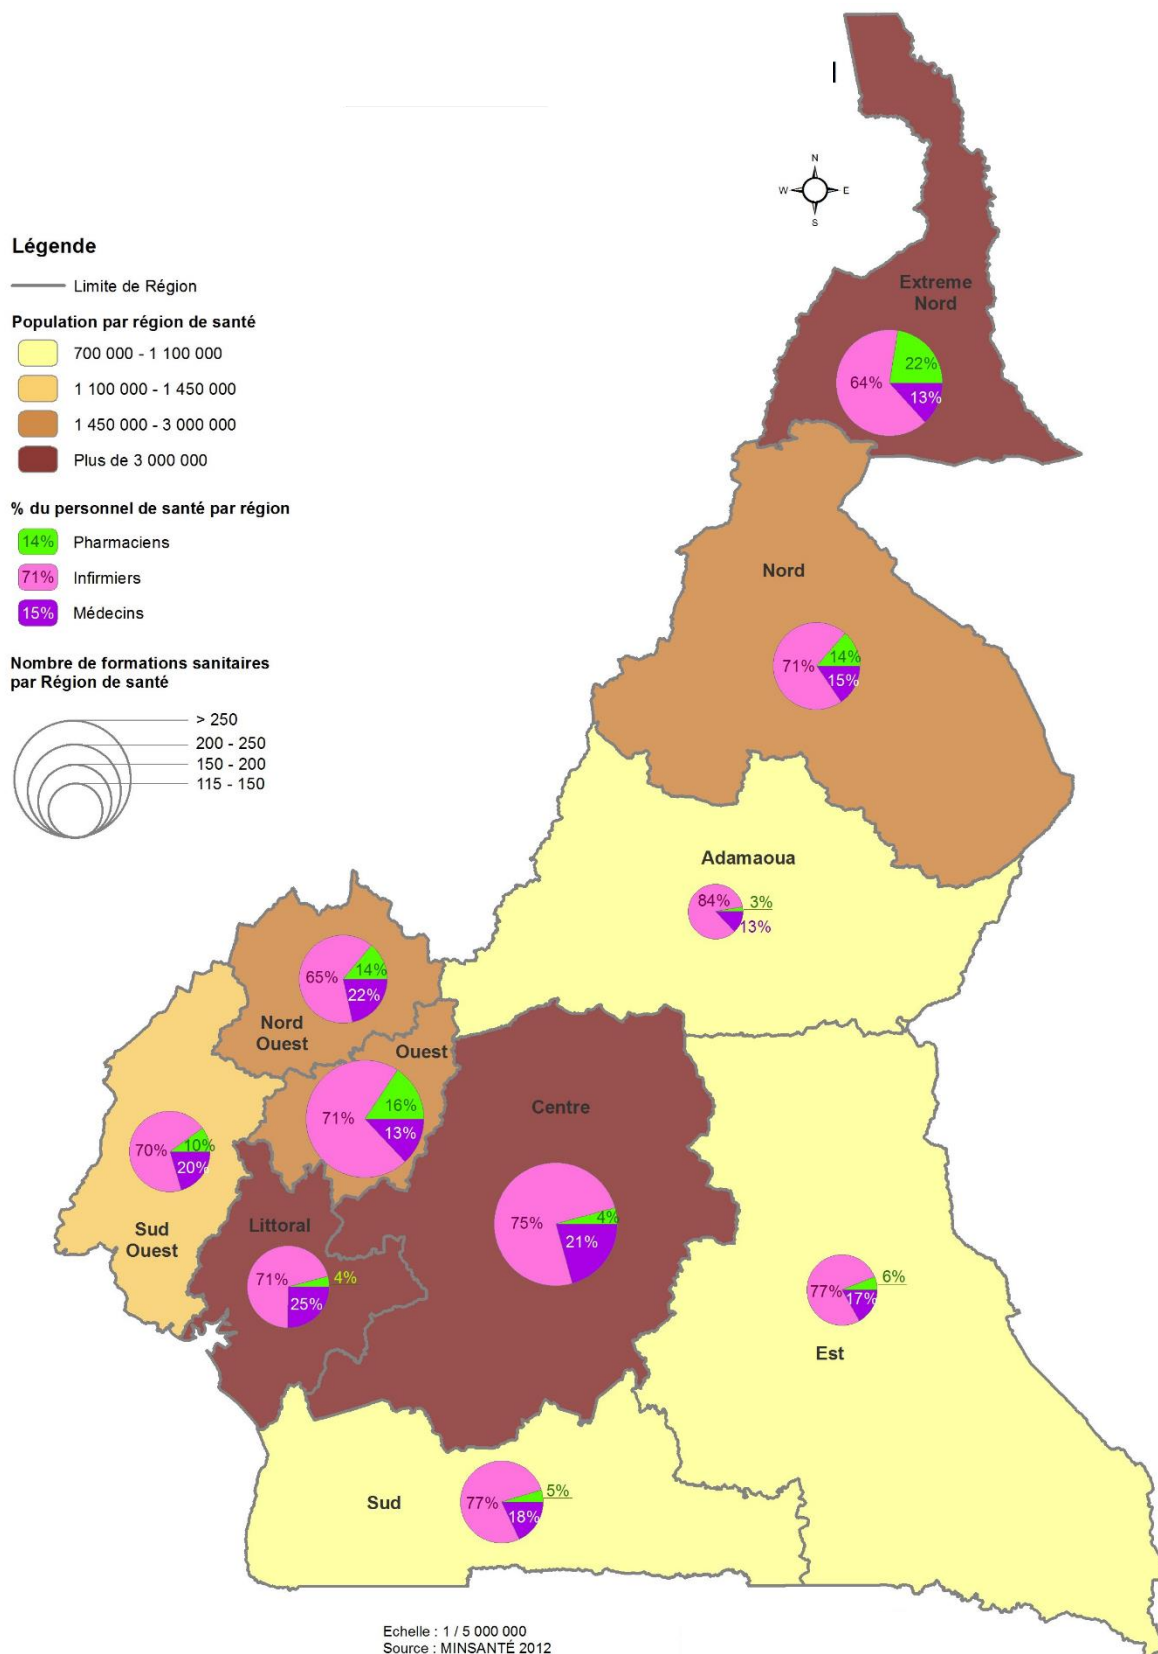 N
W E
S
Légende
Limite de Région
Population par région de santé
700 000 - 1 100 000
1 100 000 - 1 450 000
1 450 000 - 3 000 000
Plus de 3 000 000
% du personnel de santé par région
14% Pharmaciens
71% Infirmiers
15% Médecins
Nombre de formations sanitaires
par Région de santé
> 250
200 - 250
150 - 200
115 - 150
Extreme
Nord
22%
64%
13%
Nord
14%
71%
15%
Adamaoua
84%
3%
13%
65%
14%
22%
Nord
Ouest
Ouest
16%
71%
13%
Centre
75%
4%
21%
70%
10%
20%
Sud
Ouest
Littoral
71%
4%
25%
77%
6%
17%
Est
Sud
77%
5%
18%
Echelle : 1 / 5 000 000
Source : MINSANTÉ 2012